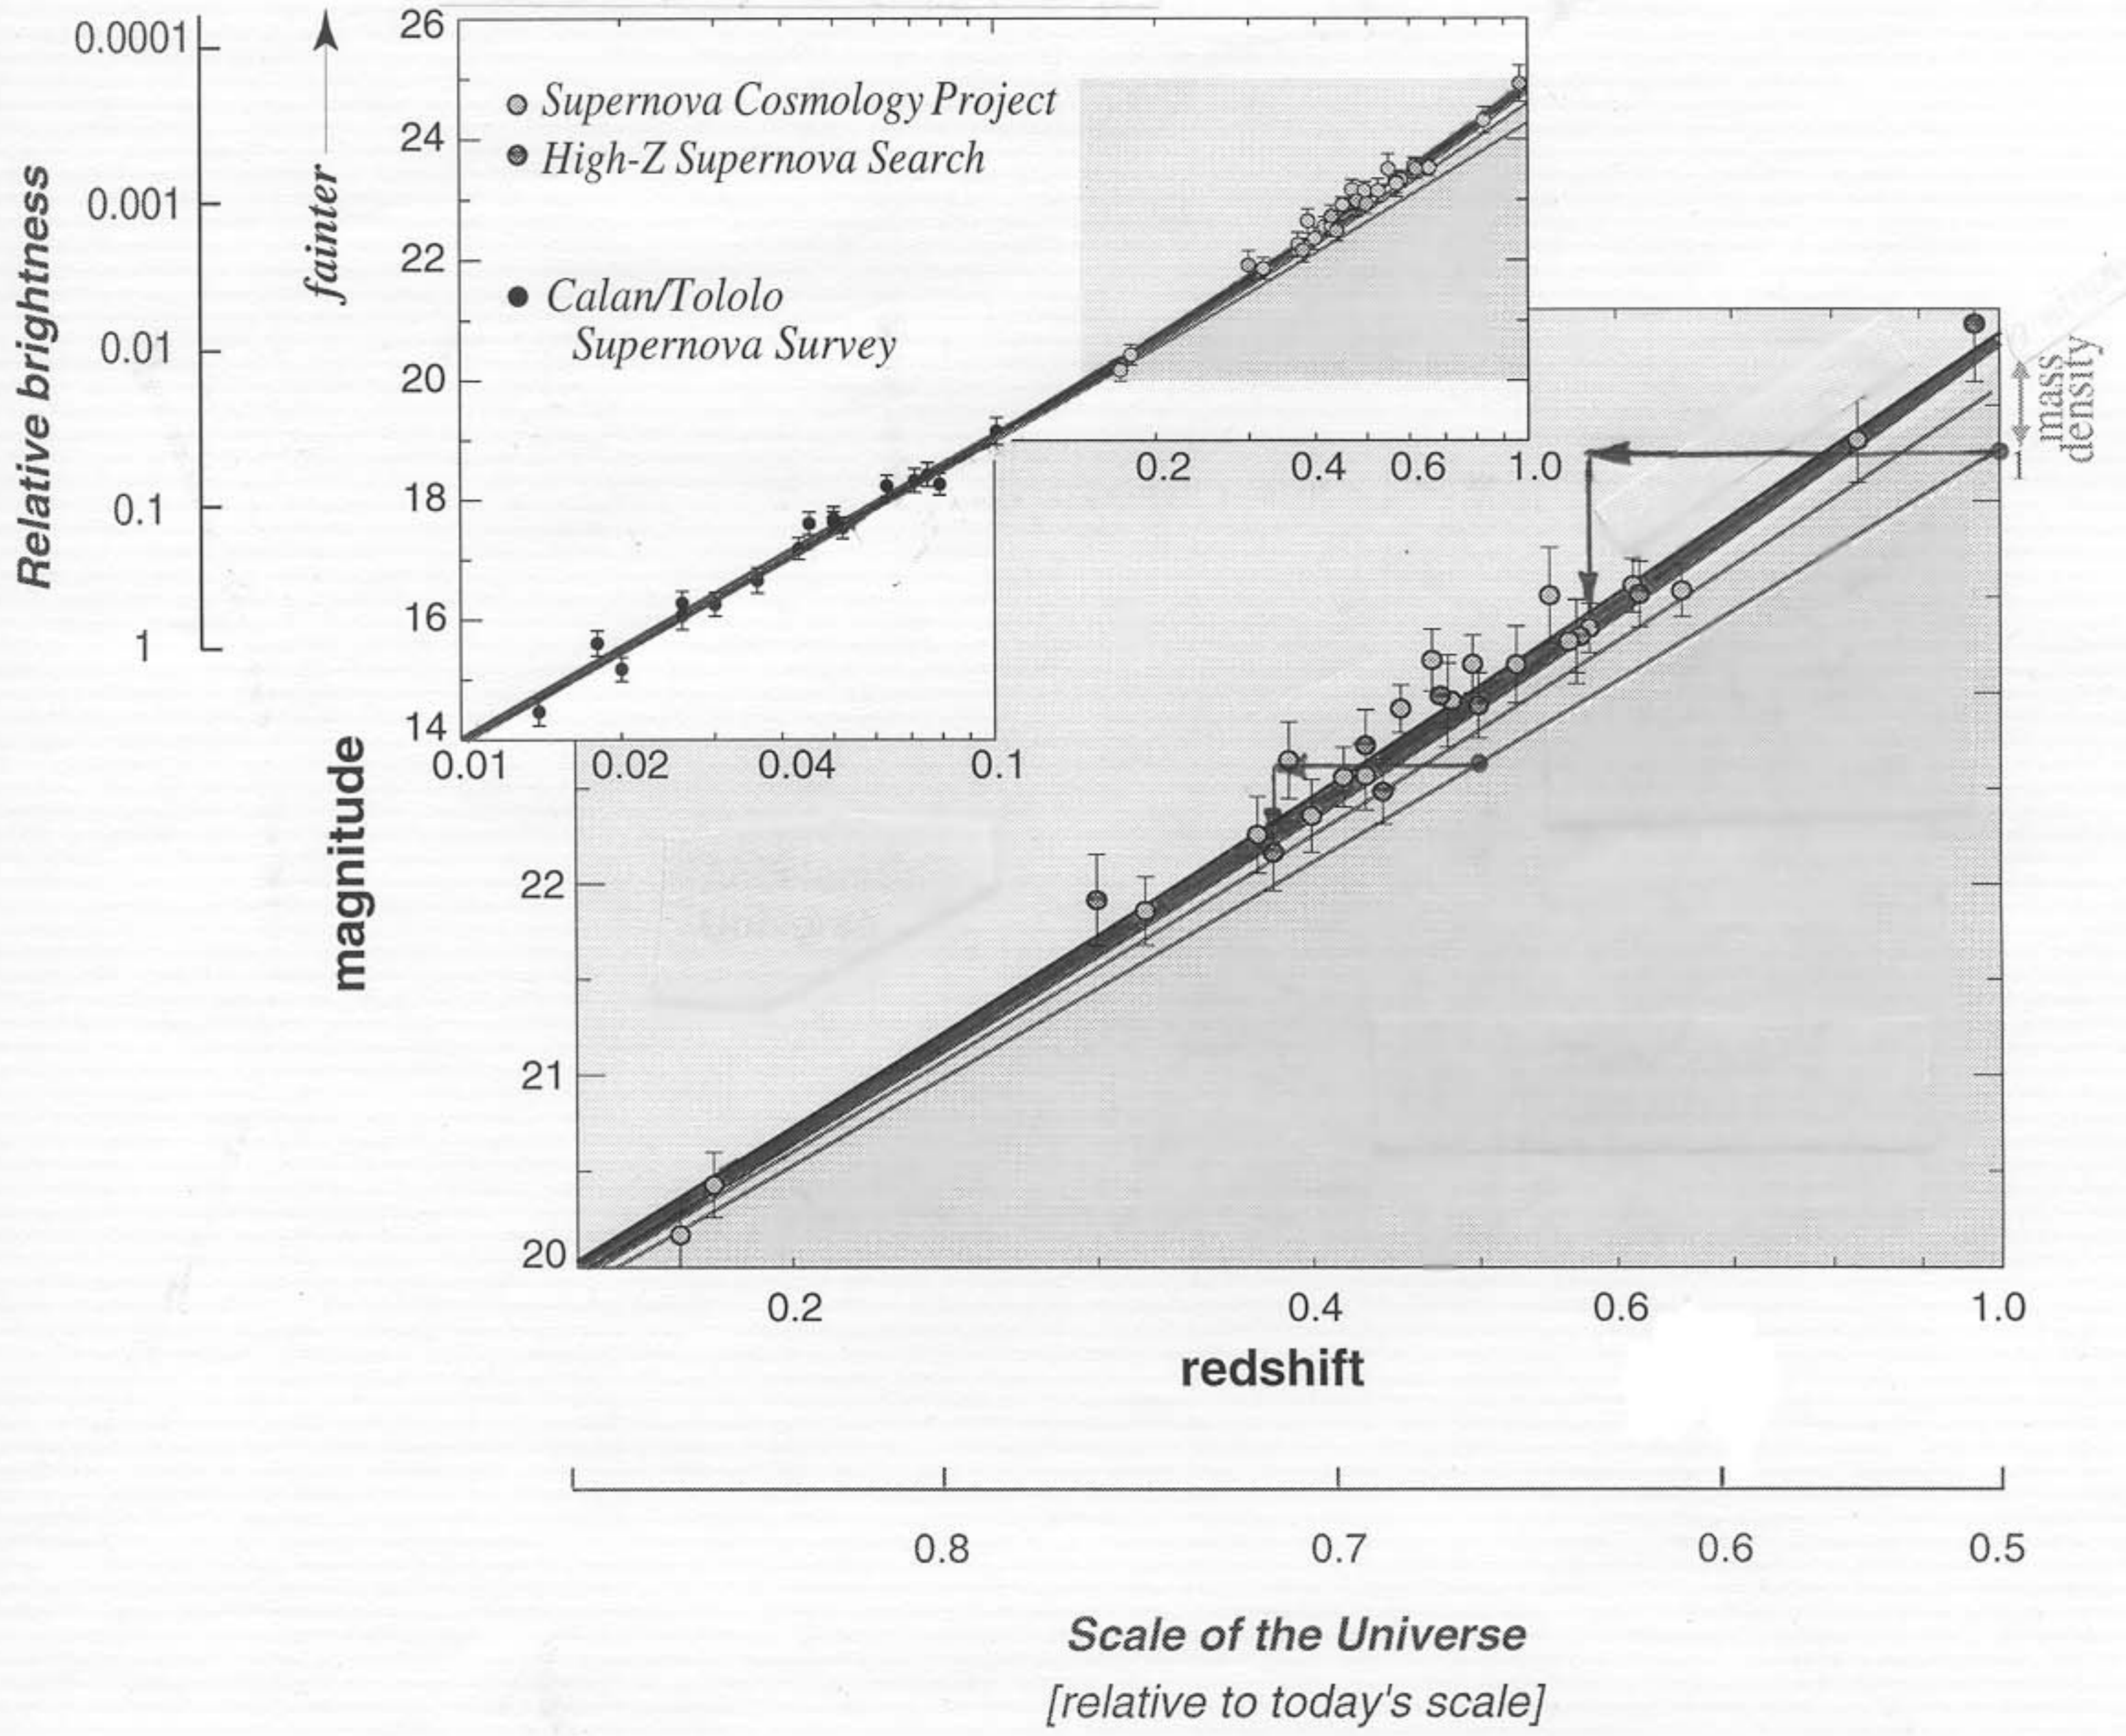 26
0.0001
Supernova Cosmology Project
24
High-Z Supernova Search
fainter
0.001
22
Calan/Tololo
Supernova Survey
0.01
20
Relative brightness
mass
density
0.2
0.4
0.6
1.0
18
0.1
16
1
14
0.01
0.02
0.04
0.1
magnitude
22
21
20
0.2
0.4
0.6
1.0
redshift
0.8
0.7
0.6
0.5
Scale of the Universe
[relative to today's scale]